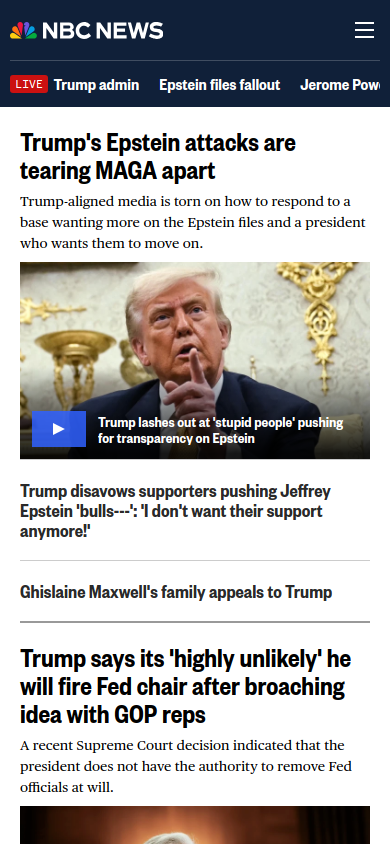 NBC NEWS
LIVE Trump admin Epstein files fallout Jerome Pow
Trump's Epstein attacks are
tearing MAGA apart
Trump-aligned media is torn on how to respond to a
base wanting more on the Epstein files and a president
who wants them to move on.
Trump lashes out at 'stupid people' pushing
for transparency on Epstein
Trump disavows supporters pushing Jeffrey
Epstein 'bulls---': 'I don't want their support
anymore!'
Ghislaine Maxwell's family appeals to Trump
Trump says its 'highly unlikely' he
will fire Fed chair after broaching
idea with GOP reps
A recent Supreme Court decision indicated that the
president does not have the authority to remove Fed
officials at will.